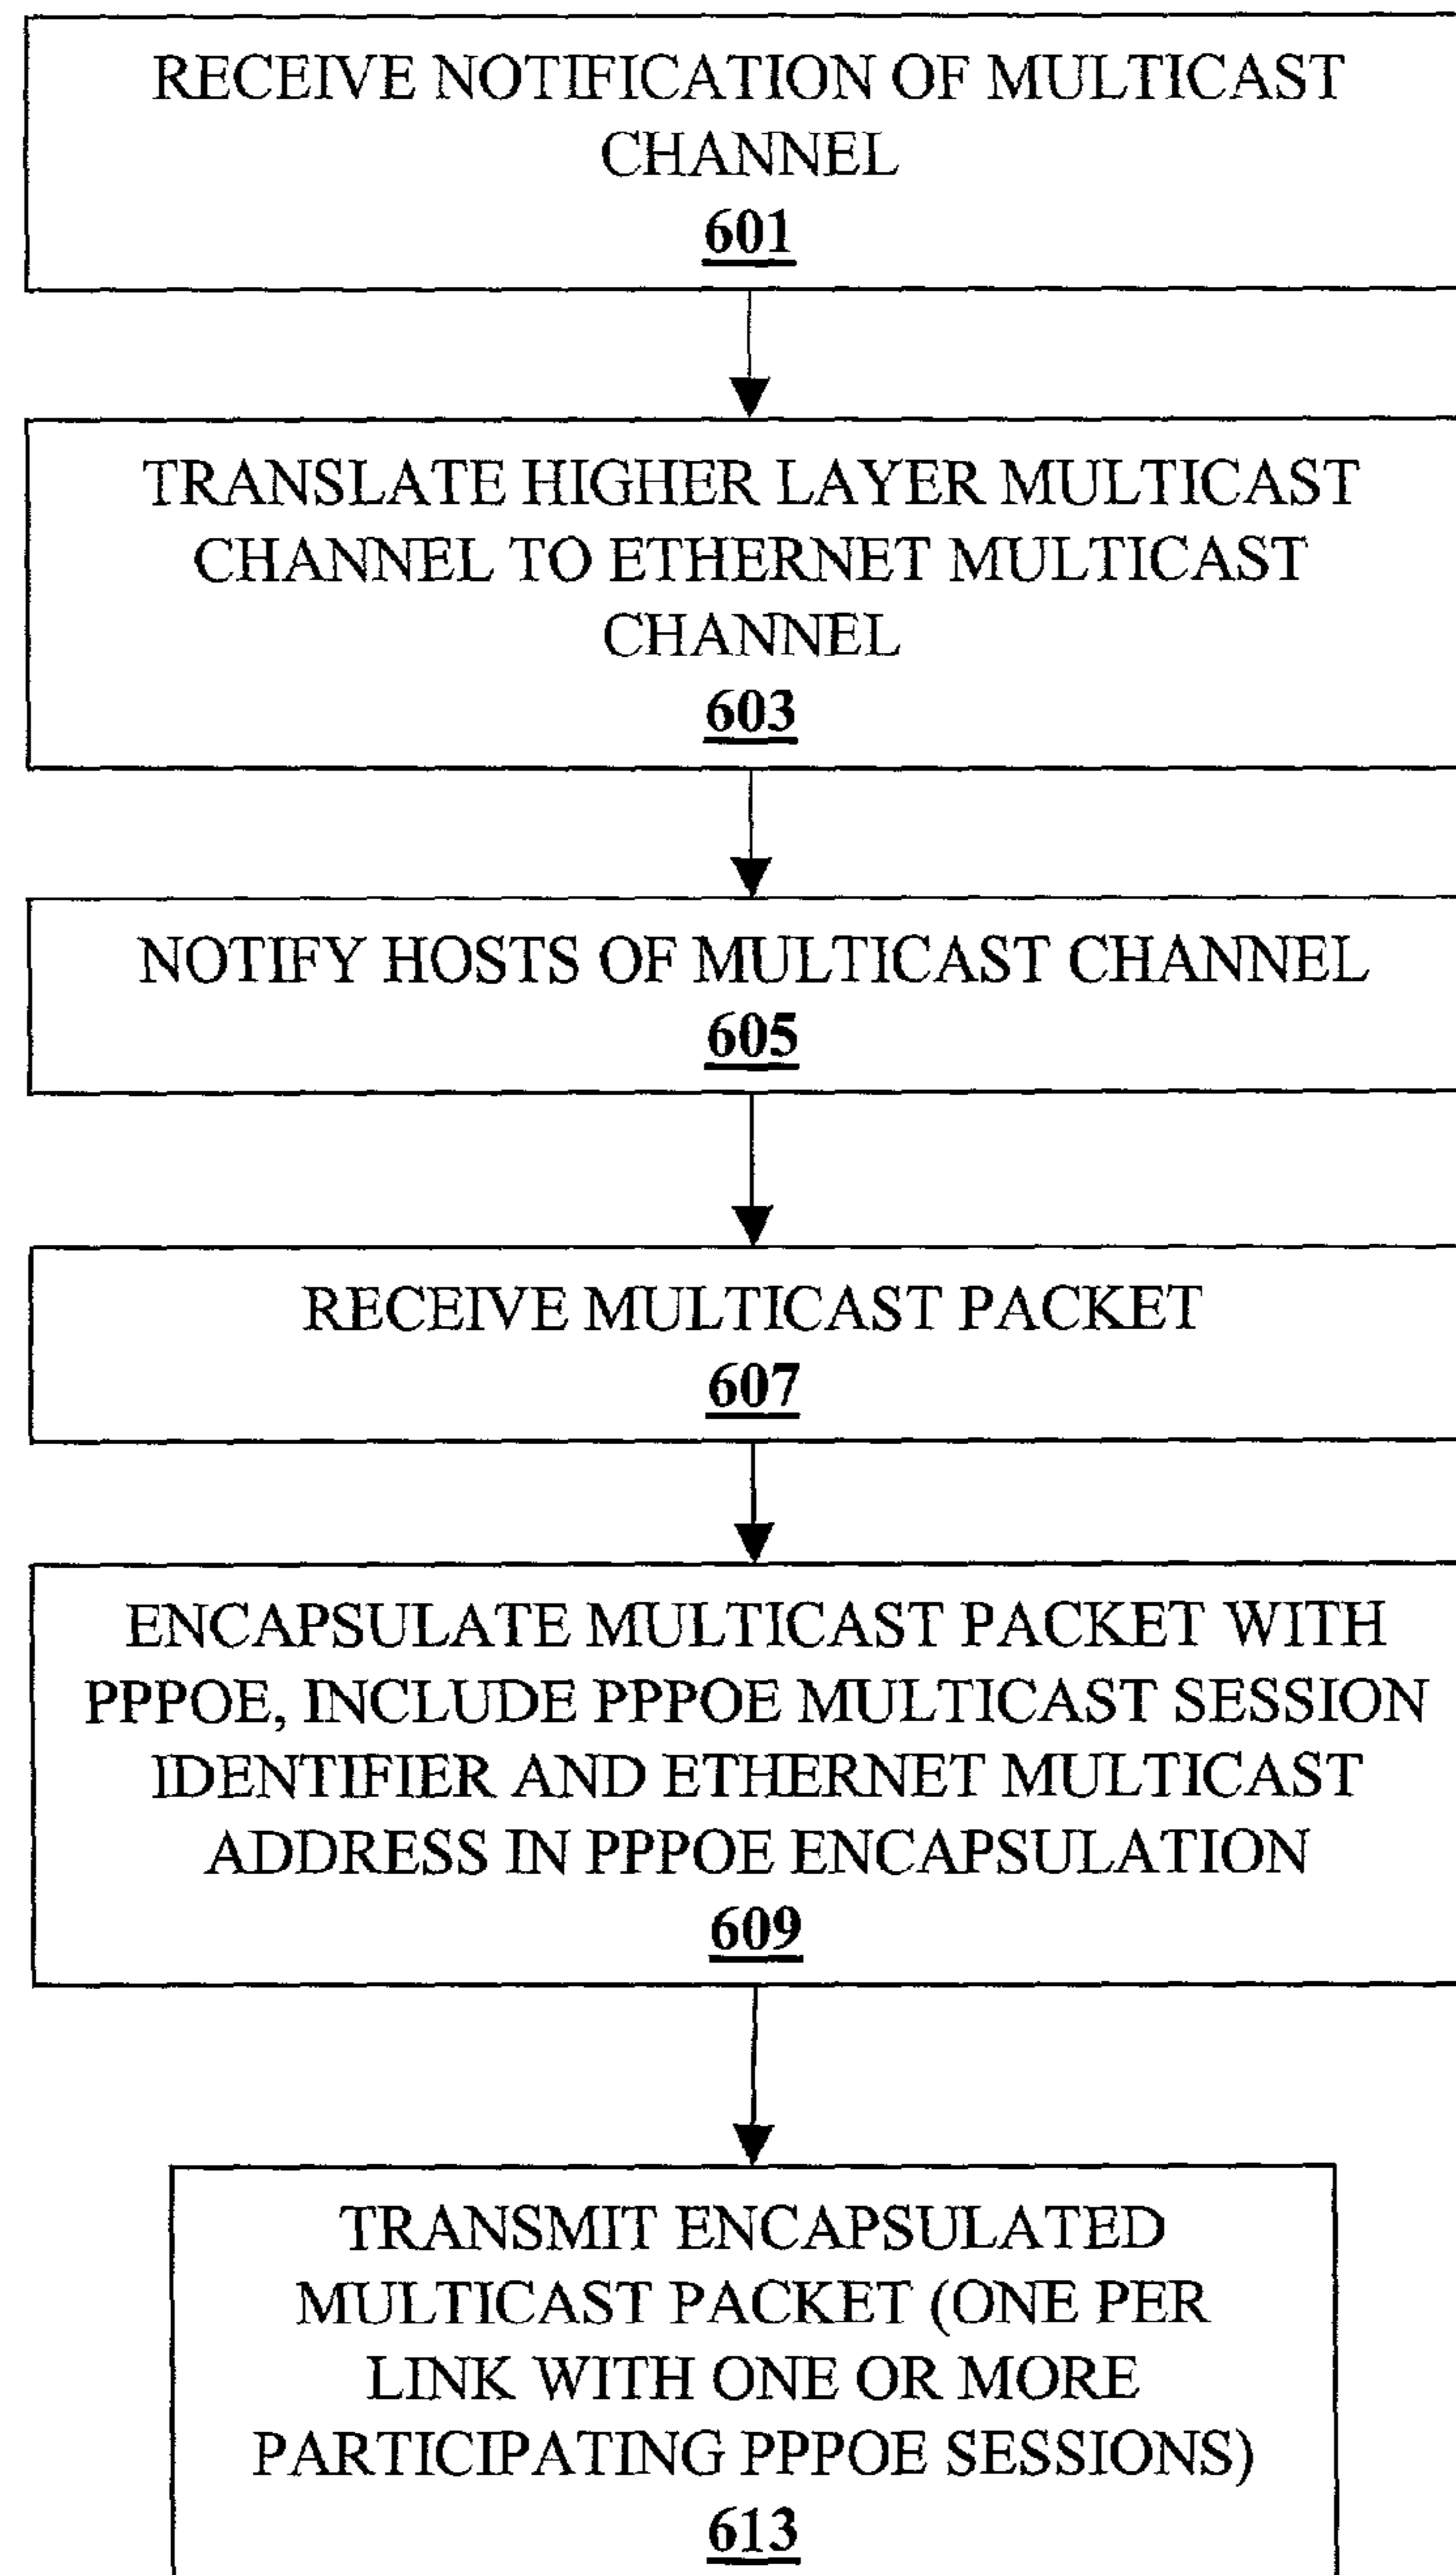 RECEIVE NOTIFICATION OF MULTICAST
CHANNEL
601
TRANSLATE HIGHER LAYER MULTICAST
CHANNEL TO ETHERNET MULTICAST
CHANNEL
603
NOTIFY HOSTS OF MULTICAST CHANNEL
605
RECEIVE MULTICAST PACKET
607
ENCAPSULATE MULTICAST PACKET WITH
PPPOE, INCLUDE PPPOE MULTICAST SESSION
IDENTIFIER AND ETHERNET MULTICAST
ADDRESS IN PPPOE ENCAPSULATION
609
TRANSMIT ENCAPSULATED
MULTICAST PACKET (ONE PER
LINK WITH ONE OR MORE
PARTICIPATING PPPOE SESSIONS)
613